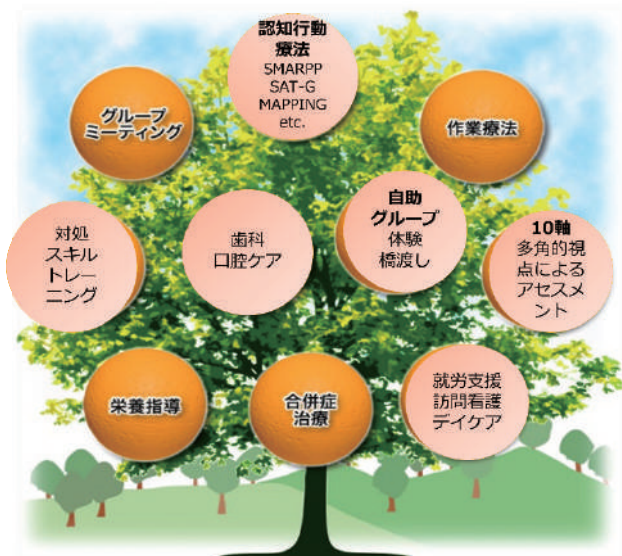 認知行動
療法
SMARPP
SAT-G
MAPPING
etc.
グループ
ミーティング
作業療法
対処
スキル
トレー
ニング
歯科
口腔ケア
自助
グループ
体験
橋渡し
10軸
多角的視
点による
アセスメ
ント
栄養指導
合併症
治療
就労支援
訪問看護
デイケア